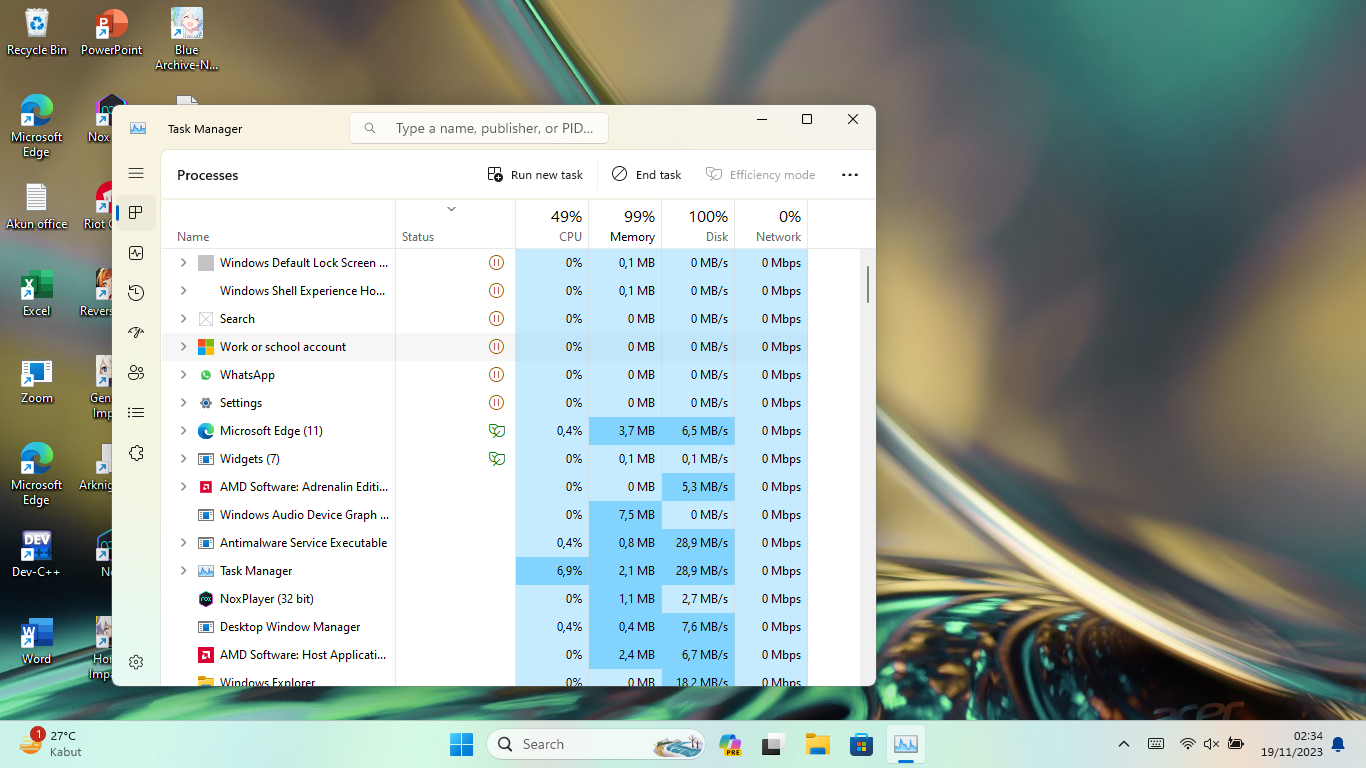 Recycle Bin
PowerPoint
Blue
Archive-N...
Microsoft
Edge
Nox
Akun office
Riot
Excel
Revers
Zoom
Gen
Imp
Microsoft
Edge
Arknig
Dev-C++
Word
Hon
Imp
Task Manager
Type a name, publisher, or PID...
Processes
Run new task
End task
Efficiency mode
Name
Status
49% CPU
99% Memory
100% Disk
0% Network
Windows Default Lock Screen ... 0% 0,1 MB 0 MB/s 0 Mbps
Windows Shell Experience Ho... 0% 0,1 MB 0 MB/s 0 Mbps
Search 0% 0 MB 0 MB/s 0 Mbps
Work or school account 0% 0 MB 0 MB/s 0 Mbps
WhatsApp 0% 0 MB 0 MB/s 0 Mbps
Settings 0% 0 MB 0 MB/s 0 Mbps
Microsoft Edge (11) 0,4% 3,7 MB 6,5 MB/s 0 Mbps
Widgets (7) 0% 0,1 MB 0,1 MB/s 0 Mbps
AMD Software: Adrenalin Editi... 0% 0 MB 5,3 MB/s 0 Mbps
Windows Audio Device Graph ... 0% 7,5 MB 0 MB/s 0 Mbps
Antimalware Service Executable 0,4% 0,8 MB 28,9 MB/s 0 Mbps
Task Manager 6,9% 2,1 MB 28,9 MB/s 0 Mbps
NoxPlayer (32 bit) 0% 1,1 MB 2,7 MB/s 0 Mbps
Desktop Window Manager 0,4% 0,4 MB 7,6 MB/s 0 Mbps
AMD Software: Host Applicati... 0% 2,4 MB 6,7 MB/s 0 Mbps
Windows Explorer 0% 0 MB 18,2 MB/s 0 Mbps
acer
1
27°C
Kabut
Search
PRE
02:34
19/11/2023